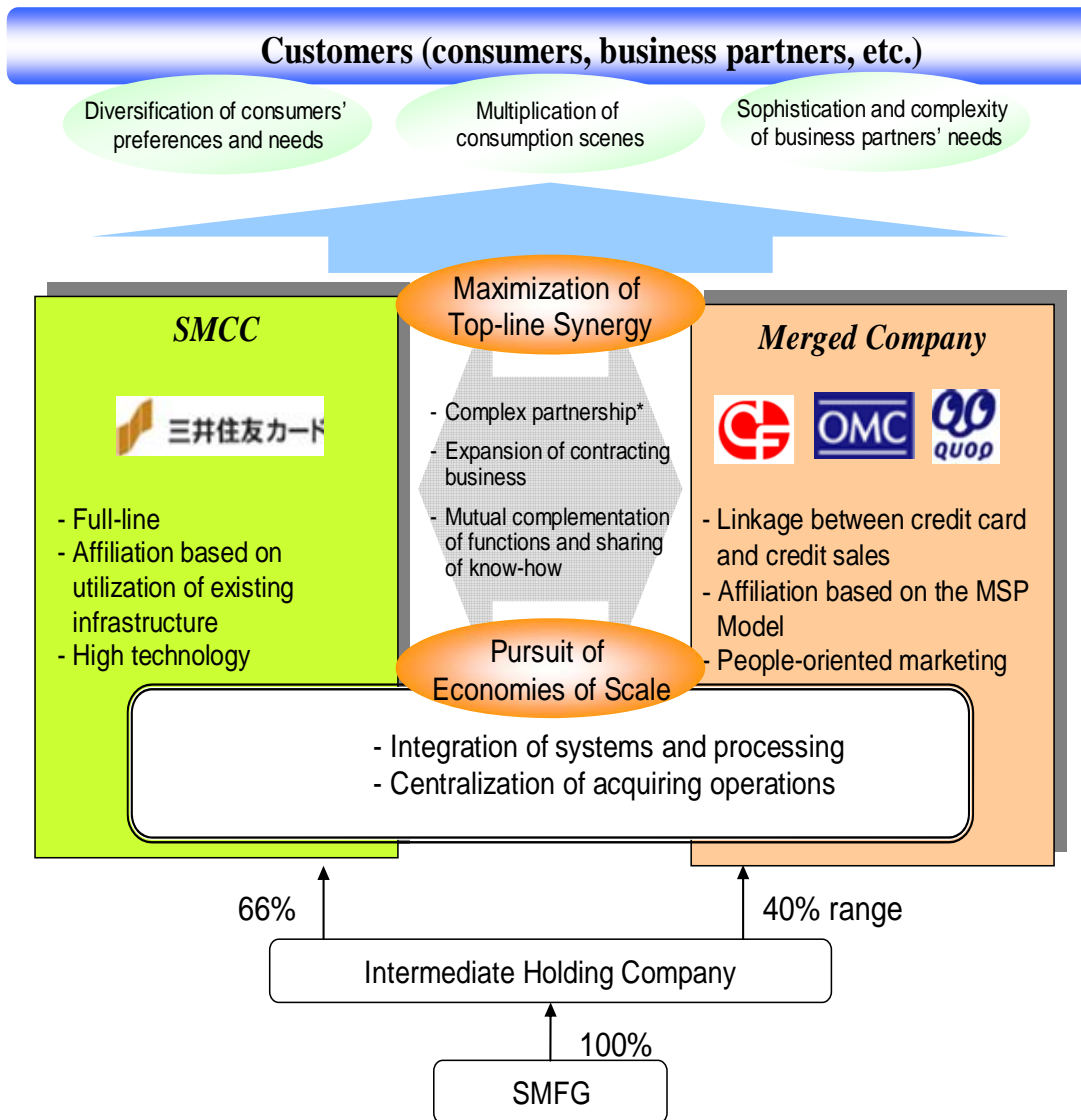 Customers (consumers, business partners, etc.)
Diversification of consumers’
preferences and needs
Multiplication of
consumption scenes
Sophistication and complexity
of business partners’ needs
Maximization of
Top-line Synergy
SMCC
三井住友カード
- Full-line
- Affiliation based on
utilization of existing
infrastructure
- High technology
- Complex partnership*
- Expansion of contracting
business
- Mutual complementation
of functions and sharing
of know-how
Merged Company
CF
OMC
QUOQ
- Linkage between credit card
and credit sales
- Affiliation based on the MSP
Model
- People-oriented marketing
Pursuit of
Economies of Scale
- Integration of systems and processing
- Centralization of acquiring operations
66%
40% range
Intermediate Holding Company
100%
SMFG